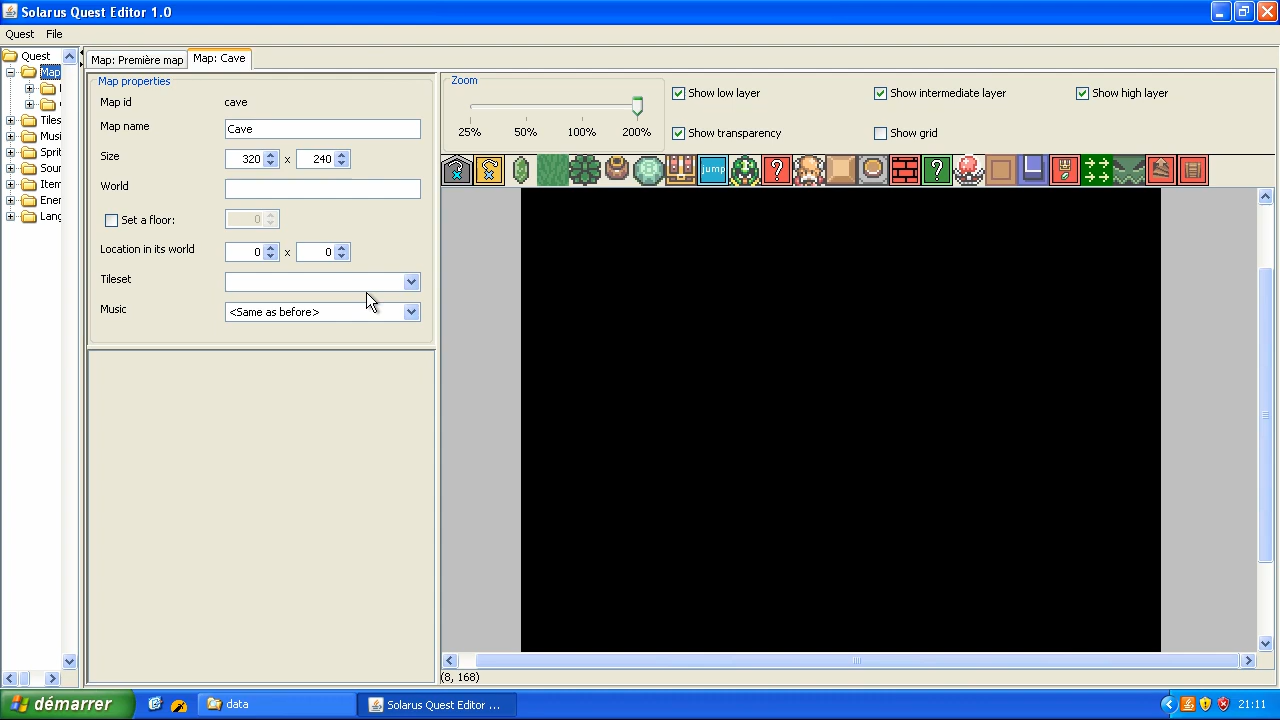 Solarus Quest Editor 1.0
Quest File
Quest
Map
Tiles
Musi
Sprit
Soun
Item
Ener
Lang
Map: Première map
Map: Cave
Map properties
Map id cave
Map name Cave
Size 320 x 240
World
Set a floor: 0
Location in its world 0 x 0
Tileset
Music <Same as before>
Zoom
25% 50% 100% 200%
Show low layer
Show intermediate layer
Show high layer
Show transparency
Show grid
jump
?
?
(8, 168)
démarrer
data
Solarus Quest Editor ...
21:11